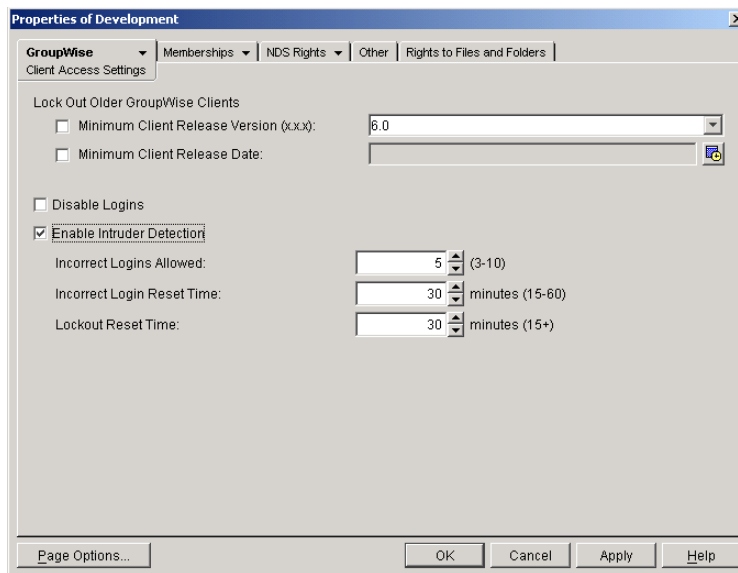 Properties of Development
GroupWise Memberships NDS Rights Other Rights to Files and Folders
Client Access Settings
Lock Out Older GroupWise Clients
Minimum Client Release Version (x.x.x): 6.0
Minimum Client Release Date:
Disable Logins
Enable Intruder Detection
Incorrect Logins Allowed: 5 (3-10)
Incorrect Login Reset Time: 30 minutes (15-60)
Lockout Reset Time: 30 minutes (15+)
Page Options... OK Cancel Apply Help